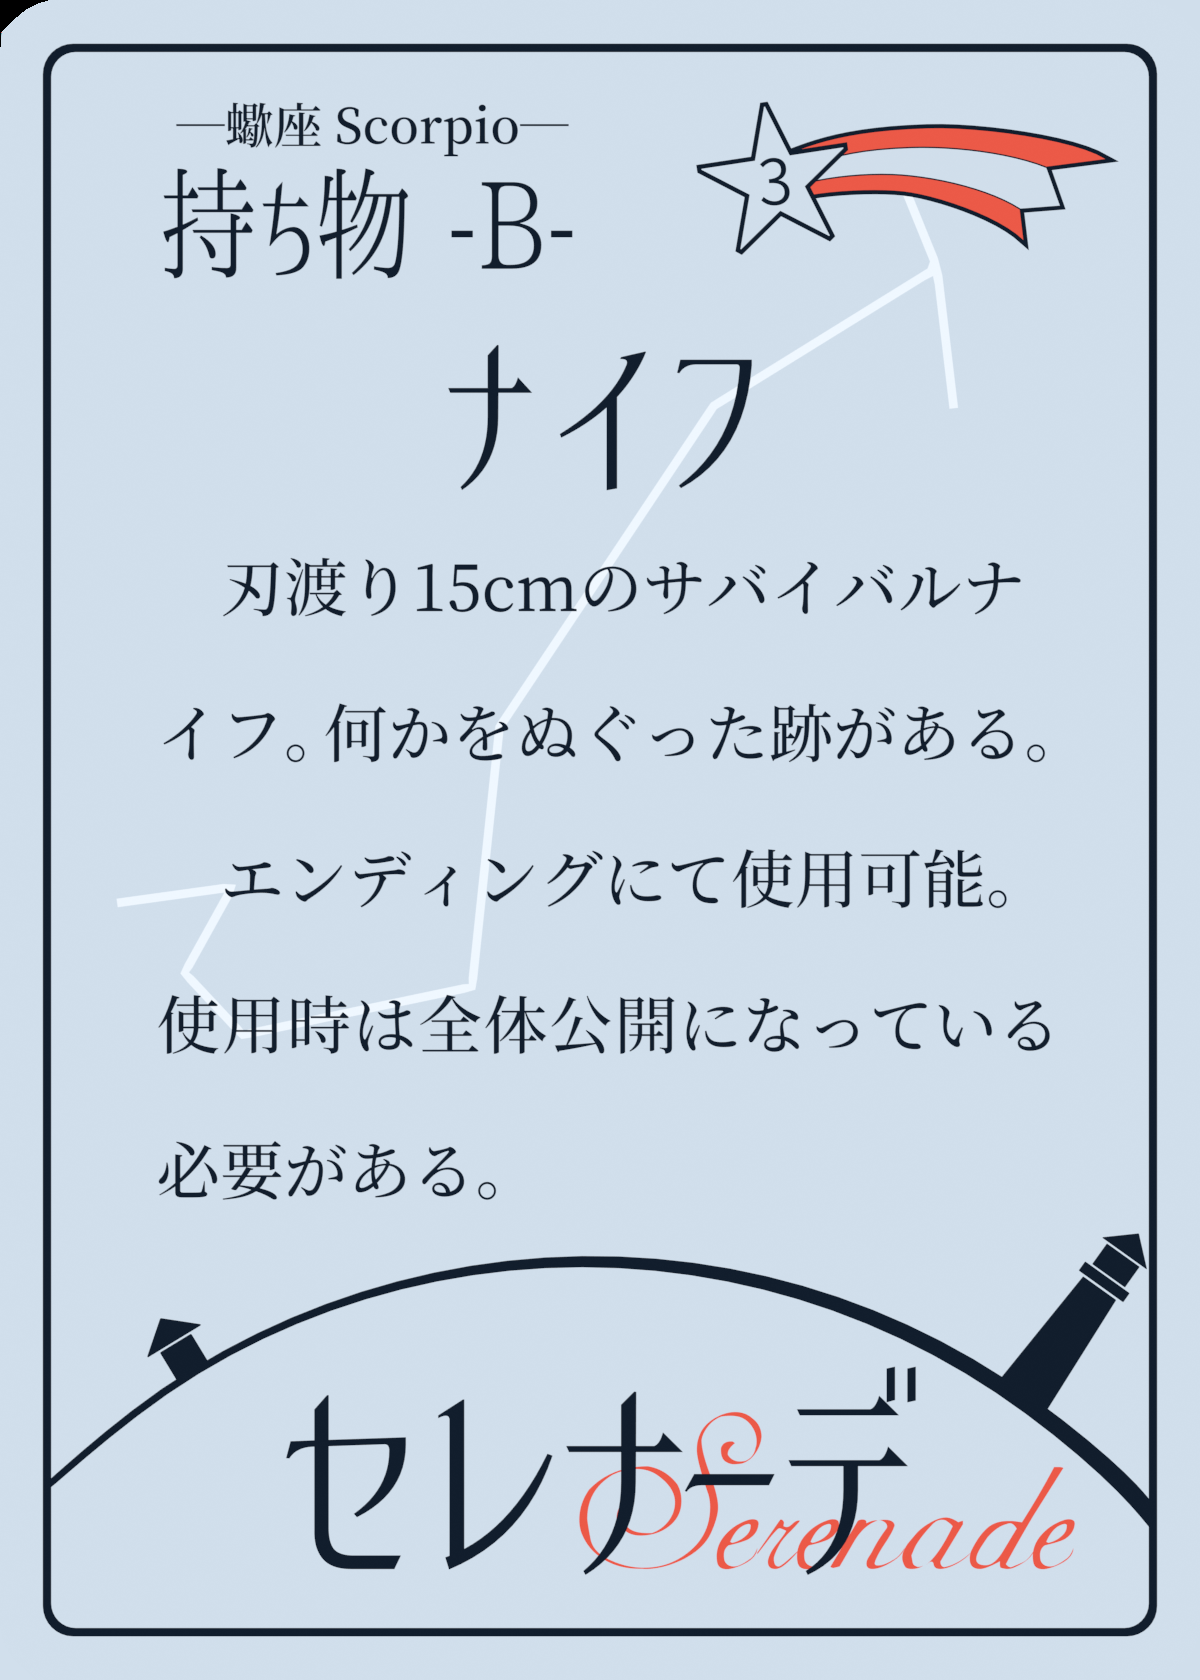 ―蠍座 Scorpio―
持ち物 -B-
3
ナイフ
刃渡り15cmのサバイバルナ
イフ。何かをぬぐった跡がある。
エンディングにて使用可能。
使用時は全体公開になっている
必要がある。
セレナーデ
Serenade